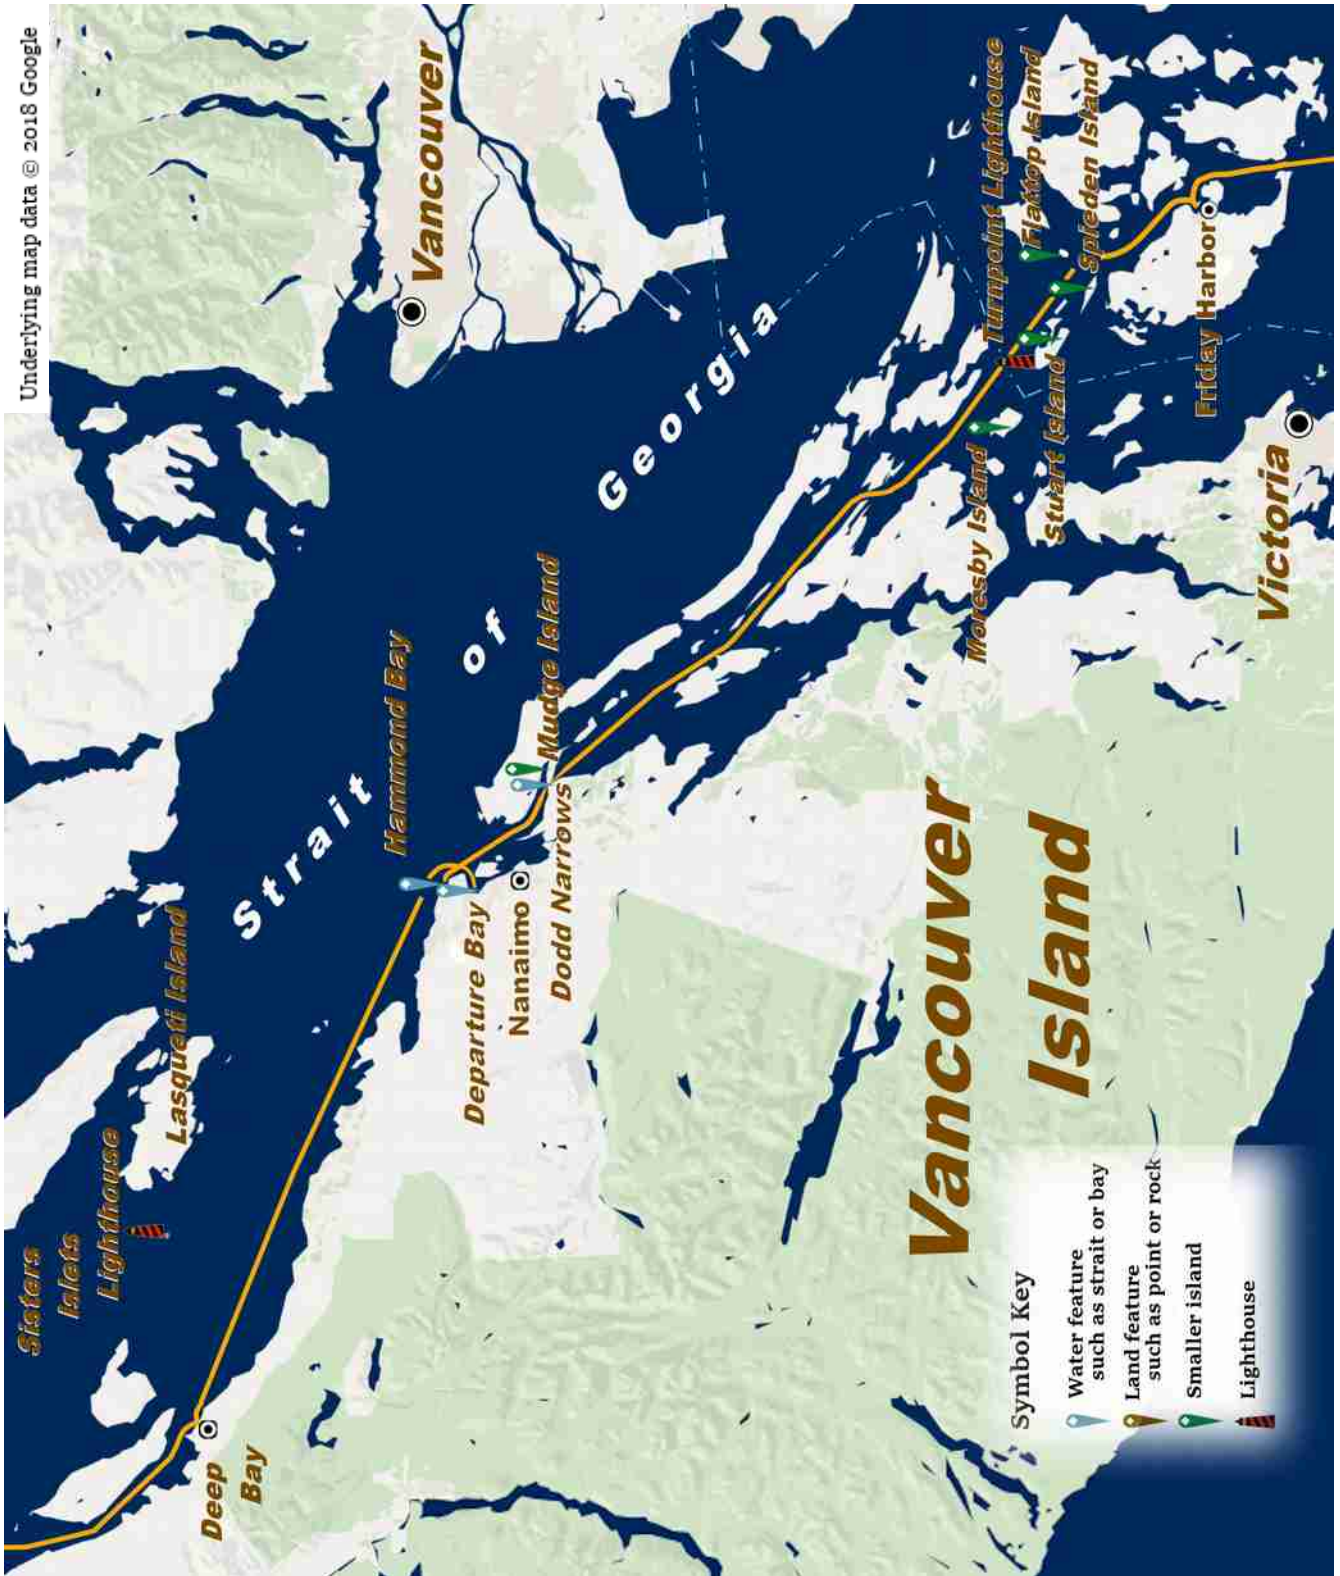 Underlying map data © 2018 Google
Sisters
Islets
Lighthouse
Lasqueti Island
Strait
of
Georgia
Vancouver
Hammond Bay
Mudge Island
Departure Bay
Nanaimo
Dodd Narrows
Deep
Bay
Turnpoint Lighthouse
Flattop Island
Spieden Island
Moresby Island
Stuart Island
Friday Harbor
Victoria
Vancouver
Island
Symbol Key
Water feature
such as strait or bay
Land feature
such as point or rock
Smaller island
Lighthouse